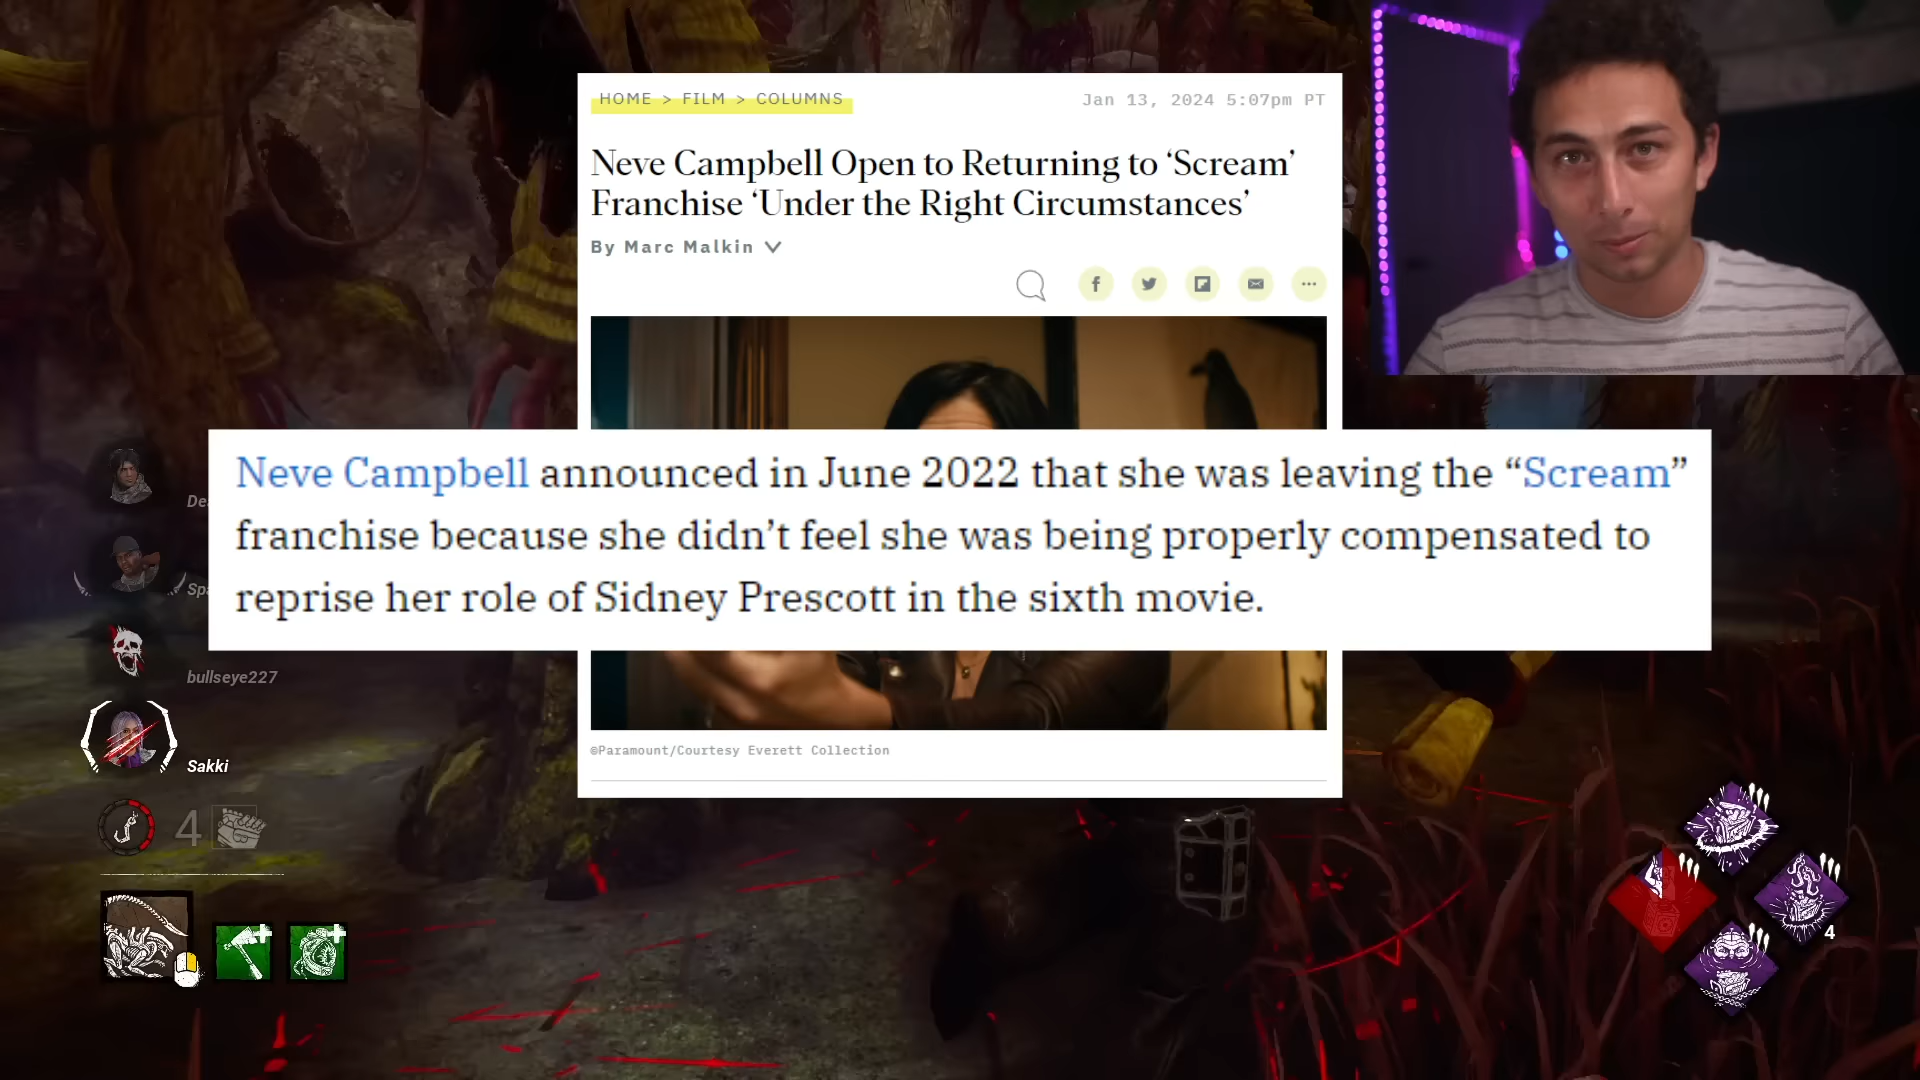 HOME > FILM > COLUMNS
Jan 13, 2024 5:07pm PT
Neve Campbell Open to Returning to ‘Scream’
Franchise ‘Under the Right Circumstances’
By Marc Malkin
Neve Campbell announced in June 2022 that she was leaving the “Scream”
franchise because she didn’t feel she was being properly compensated to
reprise her role of Sidney Prescott in the sixth movie.
©Paramount/Courtesy Everett Collection
bullseye227
Sakki
4
4